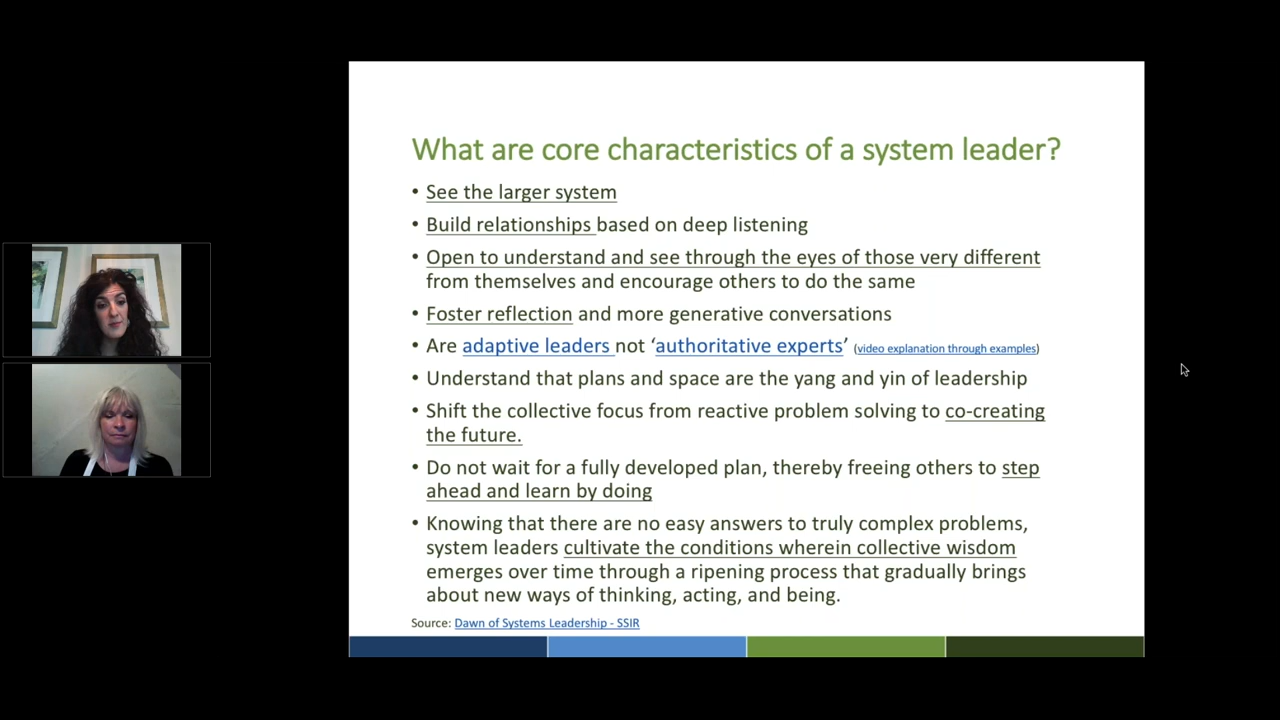 What are core characteristics of a system leader?
• See the larger system
• Build relationships based on deep listening
• Open to understand and see through the eyes of those very different
from themselves and encourage others to do the same
• Foster reflection and more generative conversations
• Are adaptive leaders not ‘authoritative experts’ (video explanation through examples)
• Understand that plans and space are the yang and yin of leadership
• Shift the collective focus from reactive problem solving to co-creating
the future.
• Do not wait for a fully developed plan, thereby freeing others to step
ahead and learn by doing
• Knowing that there are no easy answers to truly complex problems,
system leaders cultivate the conditions wherein collective wisdom
emerges over time through a ripening process that gradually brings
about new ways of thinking, acting, and being.
Source: Dawn of Systems Leadership - SSIR